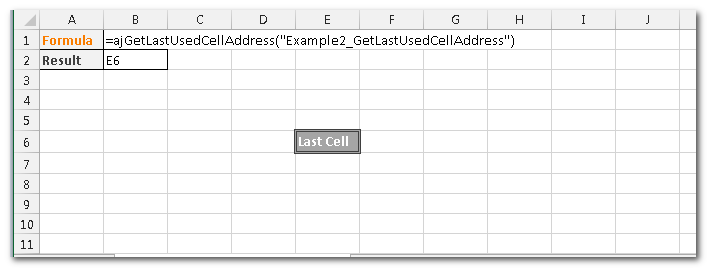 A B C D E F G H I J
1 Formula =ajGetLastUsedCellAddress("Example2_GetLastUsedCellAddress")
2 Result E6
3
4
5
6 Last Cell
7
8
9
10
11